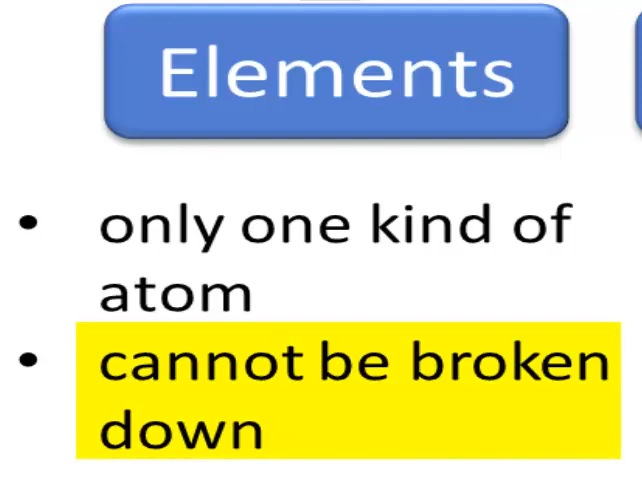 Elements
• only one kind of
atom
• cannot be broken
down